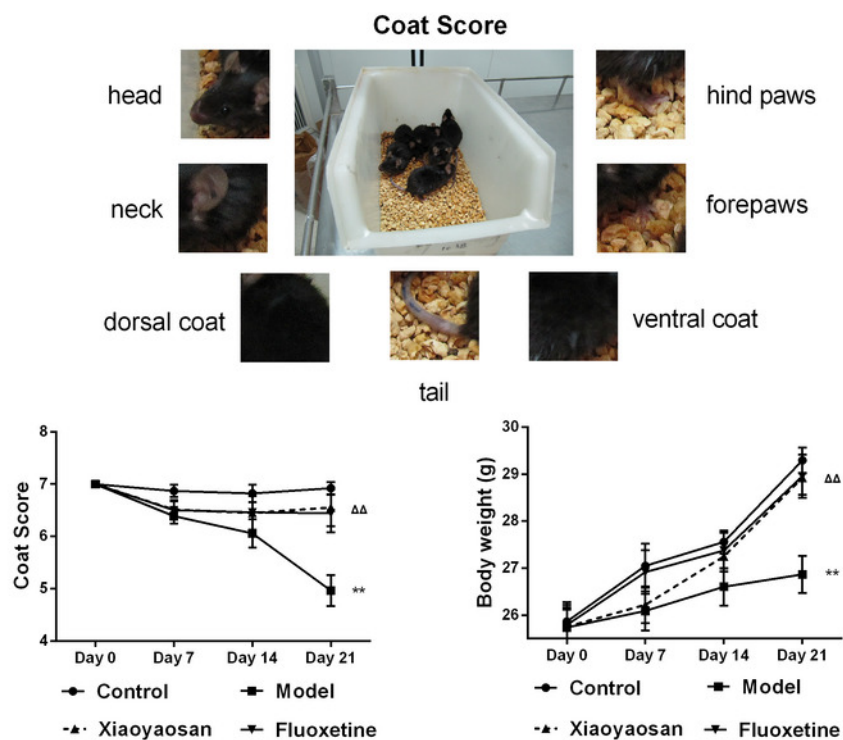 Coat Score
head
hind paws
neck
forepaws
dorsal coat
ventral coat
tail
8
7
6
5
4
Coat Score
ΔΔ
**
Day 0 Day 7 Day 14 Day 21
Control Model
Xiaoyaosan Fluoxetine
30
29
28
27
26
Body weight (g)
ΔΔ
**
Day 0 Day 7 Day 14 Day 21
Control Model
Xiaoyaosan Fluoxetine